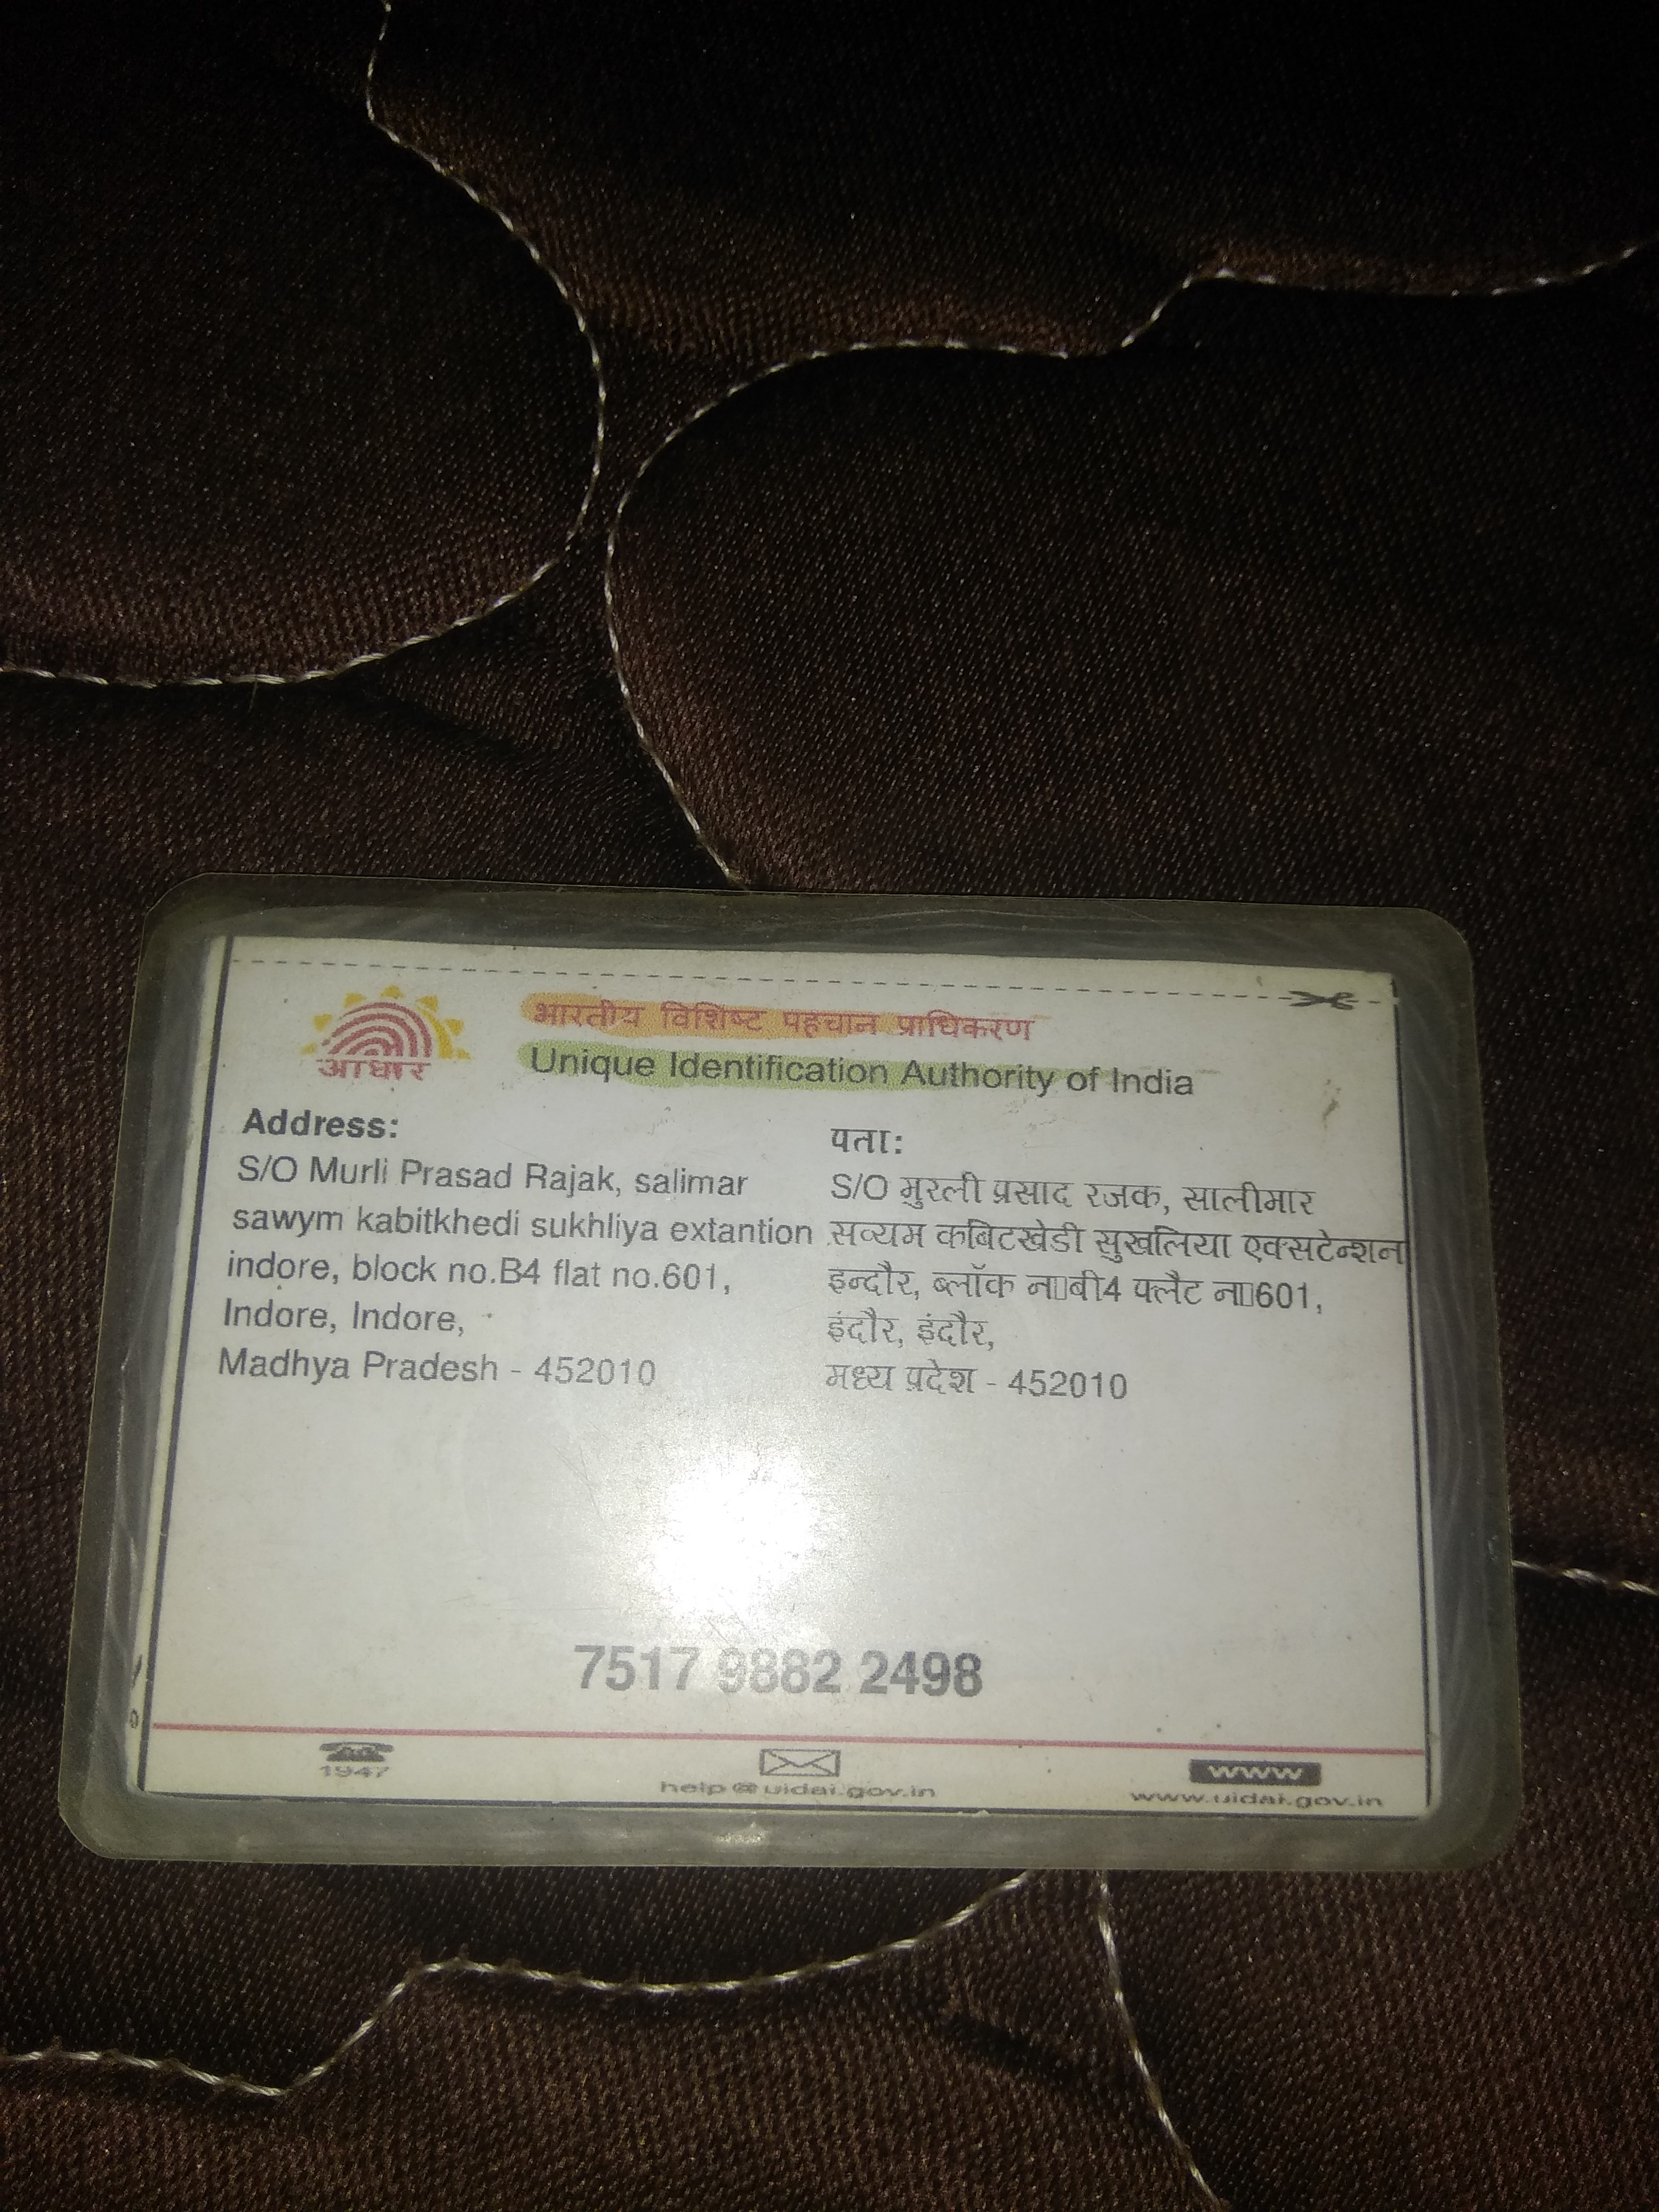 आधार
भारतीय विशिष्ट पहचान प्राधिकरण
Unique Identification Authority of India
Address:
S/O Murli Prasad Rajak, salimar
sawym kabitkhedi sukhliya extantion
indore, block no.B4 flat no.601,
Indore, Indore,
Madhya Pradesh - 452010
पता:
S/O मुरली प्रसाद रजक, सालीमार
सव्यम कबिटखेडी सुखलिया एक्सटेन्शन
इन्दौर, ब्लॉक न▯बी4 फ्लैट न▯601,
इंदौर, इंदौर,
मध्य प्रदेश - 452010
7517 9882 2498
1947
help@uidai.gov.in
www
www.uidai.gov.in